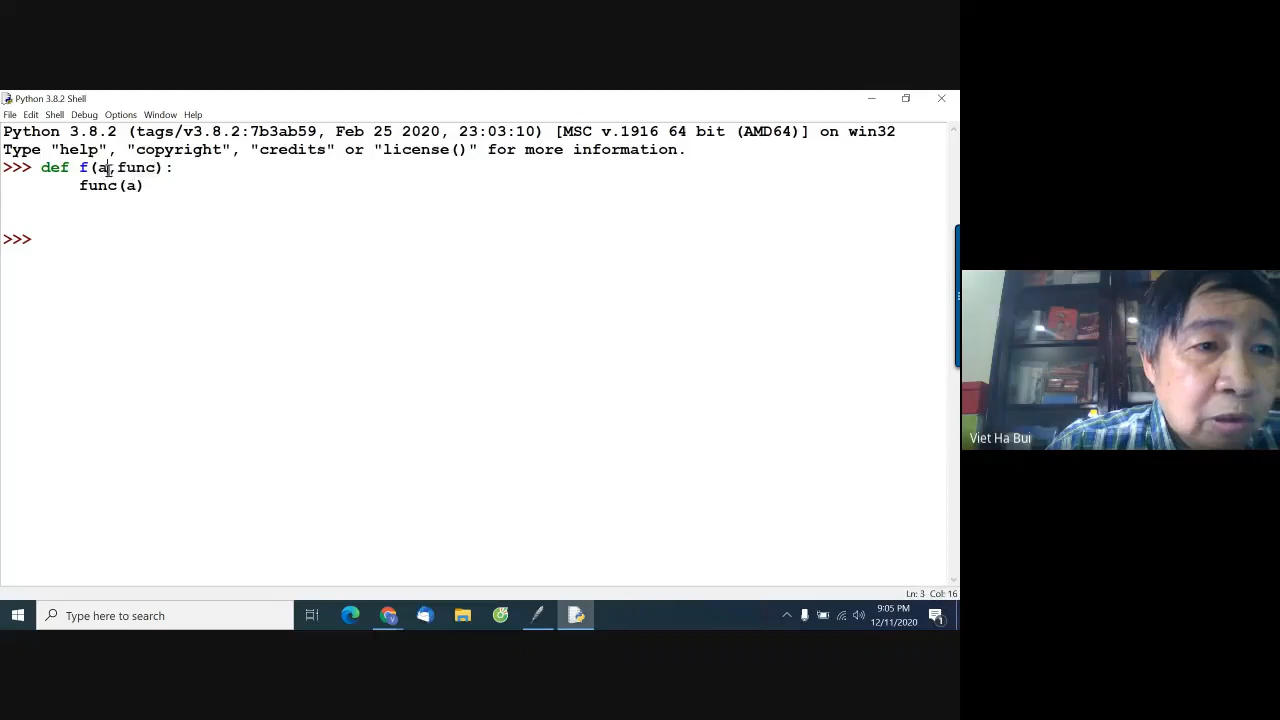 Python 3.8.2 Shell
File Edit Shell Debug Options Window Help
Python 3.8.2 (tags/v3.8.2:7b3ab59, Feb 25 2020, 23:03:10) [MSC v.1916 64 bit (AMD64)] on win32
Type "help", "copyright", "credits" or "license()" for more information.
>>> def f(a,func):
        func(a)
>>>
Viet Ha Bui
Ln: 3 Col: 16
Type here to search
9:05 PM
12/11/2020
1